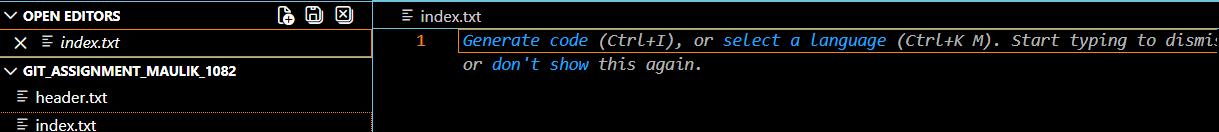 OPEN EDITORS
index.txt
GIT_ASSIGNMENT_MAULIK_1082
header.txt
index.txt
index.txt
1 Generate code (Ctrl+I), or select a language (Ctrl+K M). Start typing to dismis
or don't show this again.